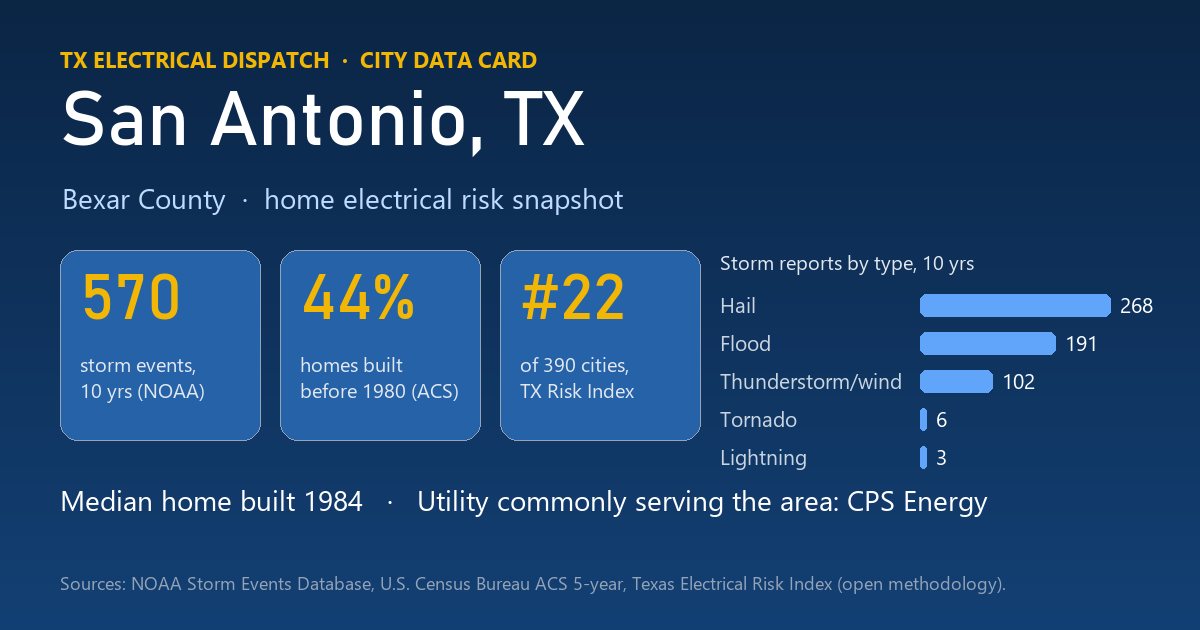 TX ELECTRICAL DISPATCH · CITY DATA CARD
San Antonio, TX
Bexar County · home electrical risk snapshot
570
storm events,
10 yrs (NOAA)
44%
homes built
before 1980 (ACS)
#22
of 390 cities,
TX Risk Index
Storm reports by type, 10 yrs
Hail 268
Flood 191
Thunderstorm/wind 102
Tornado 6
Lightning 3
Median home built 1984 · Utility commonly serving the area: CPS Energy
Sources: NOAA Storm Events Database, U.S. Census Bureau ACS 5-year, Texas Electrical Risk Index (open methodology).